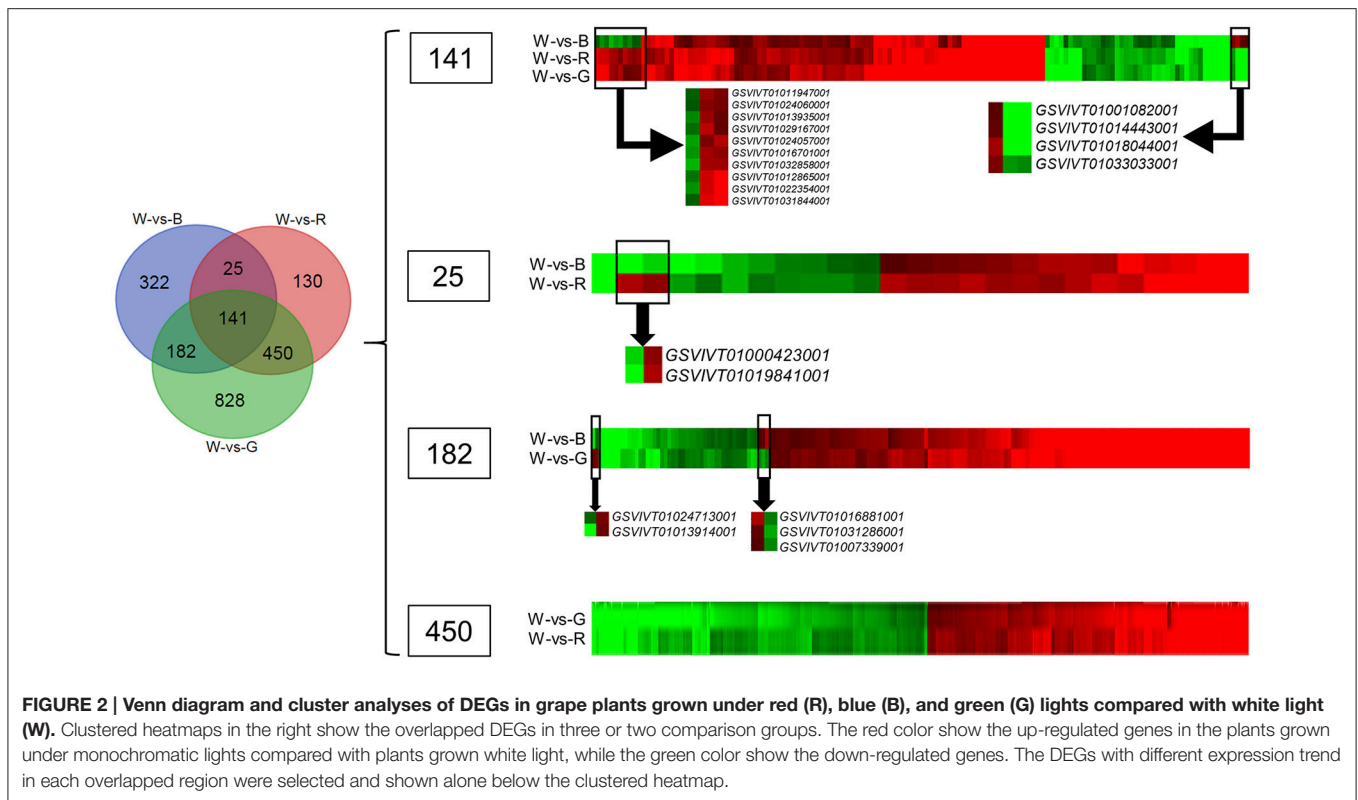 W-vs-B
W-vs-R
322
25
130
141
182
450
828
W-vs-G
141
W-vs-B
W-vs-R
W-vs-G
GSVIVT01011947001
GSVIVT01024060001
GSVIVT01013935001
GSVIVT01029167001
GSVIVT01024057001
GSVIVT01016701001
GSVIVT01032858001
GSVIVT01012865001
GSVIVT01022354001
GSVIVT01031844001
GSVIVT01001082001
GSVIVT01014443001
GSVIVT01018044001
GSVIVT01033033001
25
W-vs-B
W-vs-R
GSVIVT01000423001
GSVIVT01019841001
182
W-vs-B
W-vs-G
GSVIVT01024713001
GSVIVT01013914001
GSVIVT01016881001
GSVIVT01031286001
GSVIVT01007339001
450
W-vs-G
W-vs-R
FIGURE 2 | Venn diagram and cluster analyses of DEGs in grape plants grown under red (R), blue (B), and green (G) lights compared with white light
(W). Clustered heatmaps in the right show the overlapped DEGs in three or two comparison groups. The red color show the up-regulated genes in the plants grown
under monochromatic lights compared with plants grown white light, while the green color show the down-regulated genes. The DEGs with different expression trend
in each overlapped region were selected and shown alone below the clustered heatmap.